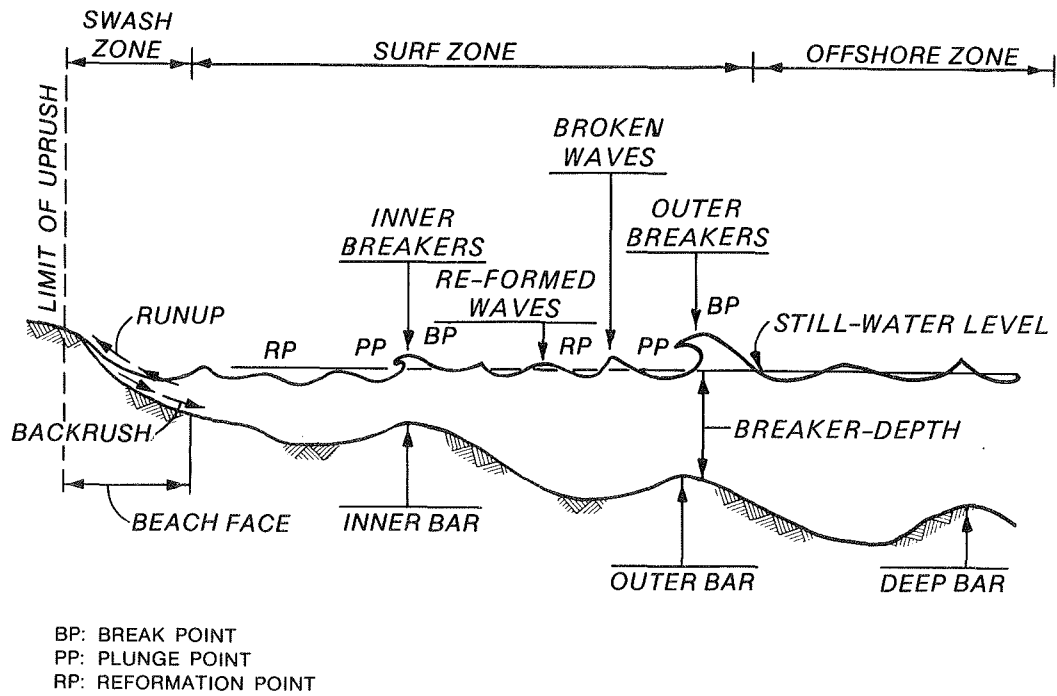 SWASH
ZONE
SURF ZONE
OFFSHORE ZONE
LIMIT OF UPRUSH
BROKEN
WAVES
INNER
BREAKERS
OUTER
BREAKERS
RE-FORMED
WAVES
RUNUP
RP
PP
BP
RP
PP
BP
STILL-WATER LEVEL
BACKRUSH
BREAKER-DEPTH
BEACH FACE
INNER BAR
OUTER BAR
DEEP BAR
BP: BREAK POINT
PP: PLUNGE POINT
RP: REFORMATION POINT